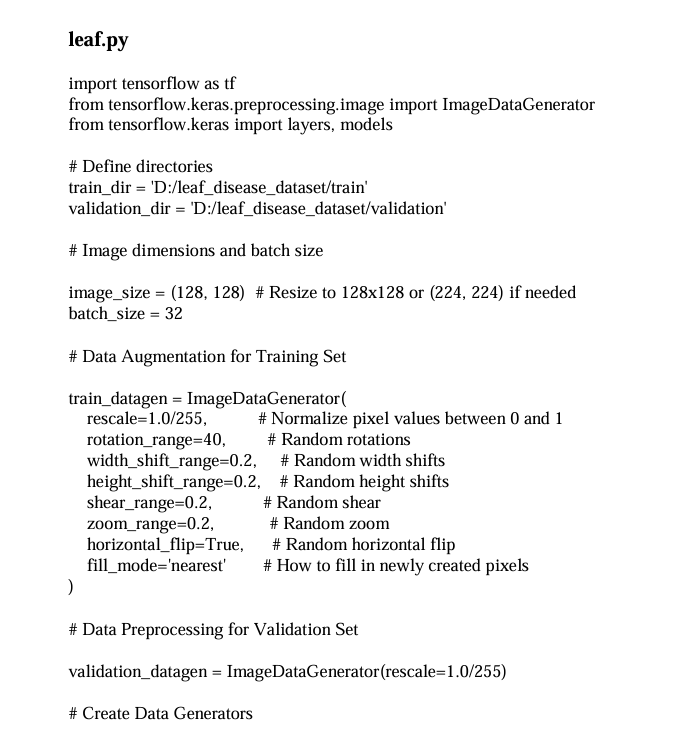 leaf.py
import tensorflow as tf
from tensorflow.keras.preprocessing.image import ImageDataGenerator
from tensorflow.keras import layers, models
# Define directories
train_dir = 'D:/leaf_disease_dataset/train'
validation_dir = 'D:/leaf_disease_dataset/validation'
# Image dimensions and batch size
image_size = (128, 128)  # Resize to 128x128 or (224, 224) if needed
batch_size = 32
# Data Augmentation for Training Set
train_datagen = ImageDataGenerator(
    rescale=1.0/255,           # Normalize pixel values between 0 and 1
    rotation_range=40,         # Random rotations
    width_shift_range=0.2,     # Random width shifts
    height_shift_range=0.2,    # Random height shifts
    shear_range=0.2,           # Random shear
    zoom_range=0.2,            # Random zoom
    horizontal_flip=True,      # Random horizontal flip
    fill_mode='nearest'        # How to fill in newly created pixels
)
# Data Preprocessing for Validation Set
validation_datagen = ImageDataGenerator(rescale=1.0/255)
# Create Data Generators